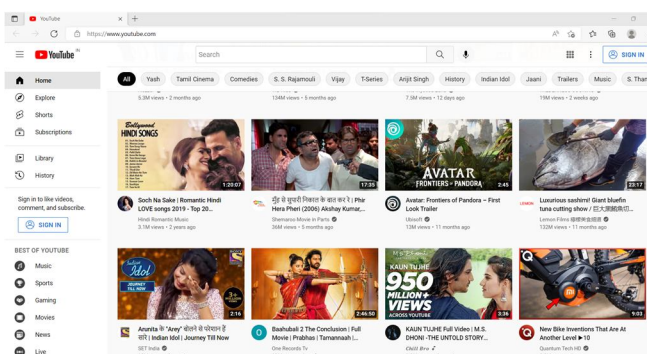 YouTube
https://www.youtube.com
YouTube IN
Search
SIGN IN
Home
Explore
Shorts
Subscriptions
Library
History
Sign in to like videos,
comment, and subscribe.
SIGN IN
BEST OF YOUTUBE
Music
Sports
Gaming
Movies
News
Live
All Yash Tamil Cinema Comedies S. S. Rajamouli Vijay T-Series Arijit Singh History Indian Idol Jaani Trailers Music S. Than
5.3M views • 2 months ago
134M views • 5 months ago
7.5M views • 12 days ago
19M views • 2 weeks ago
Bollywood
HINDI SONGS
1:20:07
Soch Na Sake | Romantic Hindi
LOVE songs 2019 - Top 20...
Hindi Romantic Music
3.1M views • 2 years ago
17:35
मुँह से सुपारी निकाल के बात कर रे | Phir
Hera Pheri (2006) Akshay Kumar,...
Shemaroo Movie in Parts
36M views • 5 months ago
AVATAR
FRONTIERS OF PANDORA
2:45
Avatar: Frontiers of Pandora – First
Look Trailer
Ubisoft
13M views • 11 months ago
23:17
LEMON
Luxurious sashimi! Giant bluefin
Lemon Films
132M views • 11 months ago
Indian
Idol
JOURNEY
TILL NOW
2:16
Arunita के "Arey" बोलने से परेशान हैं
सारे | Indian Idol | Journey Till Now
SET India
2:46:50
Baahubali 2 The Conclusion | Full
Movie | Prabhas | Tamannaah |...
One Records Tv
KAUN TUJHE
950
MILLION+
VIEWS
ACROSS YOUTUBE
3:36
KAUN TUJHE Full Video | M.S.
DHONI -THE UNTOLD STORY...
Chill Bro
9:03
New Bike Inventions That Are At
Another Level ▶10
Quantum Tech HD